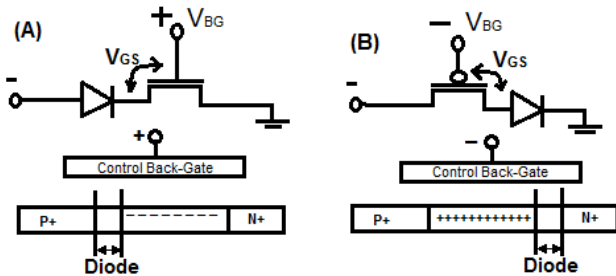 (A)
+ V_BG
V_GS
-
+
Control Back-Gate
P+ - - - - - - - - - N+
Diode
(B)
- V_BG
V_GS
-
-
Control Back-Gate
P+ ++++++++++++ N+
Diode